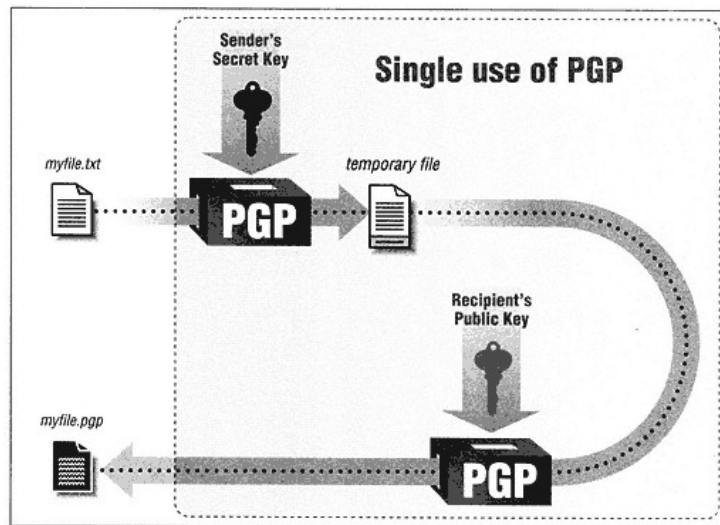 Sender's
Secret Key
Single use of PGP
myfile.txt
temporary file
PGP
Recipient's
Public Key
myfile.pgp
PGP